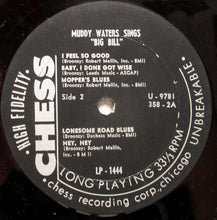 MUDDY WATERS SINGS
"BIG BILL"
I FEEL SO GOOD
(Broonzy: Robert Mellin, Inc. - BMI)
BABY, I DONE GOT WISE
(Broonzy: Leeds Music - ASCAP)
MOPPER'S BLUES
(Broonzy: Robert Mellin, Inc. - BMI)
Side 2
U - 9781
358 - 2A
LONESOME ROAD BLUES
(Broonzy: Duchess Music - BMI)
HEY, HEY
(Broonzy: Robert Mellin, Inc.
- B M I)
LP - 1444
HIGH FIDELITY
CHESS
LONG PLAYING 33⅓ RPM
chess recording corp. chicago
UNBREAKABLE